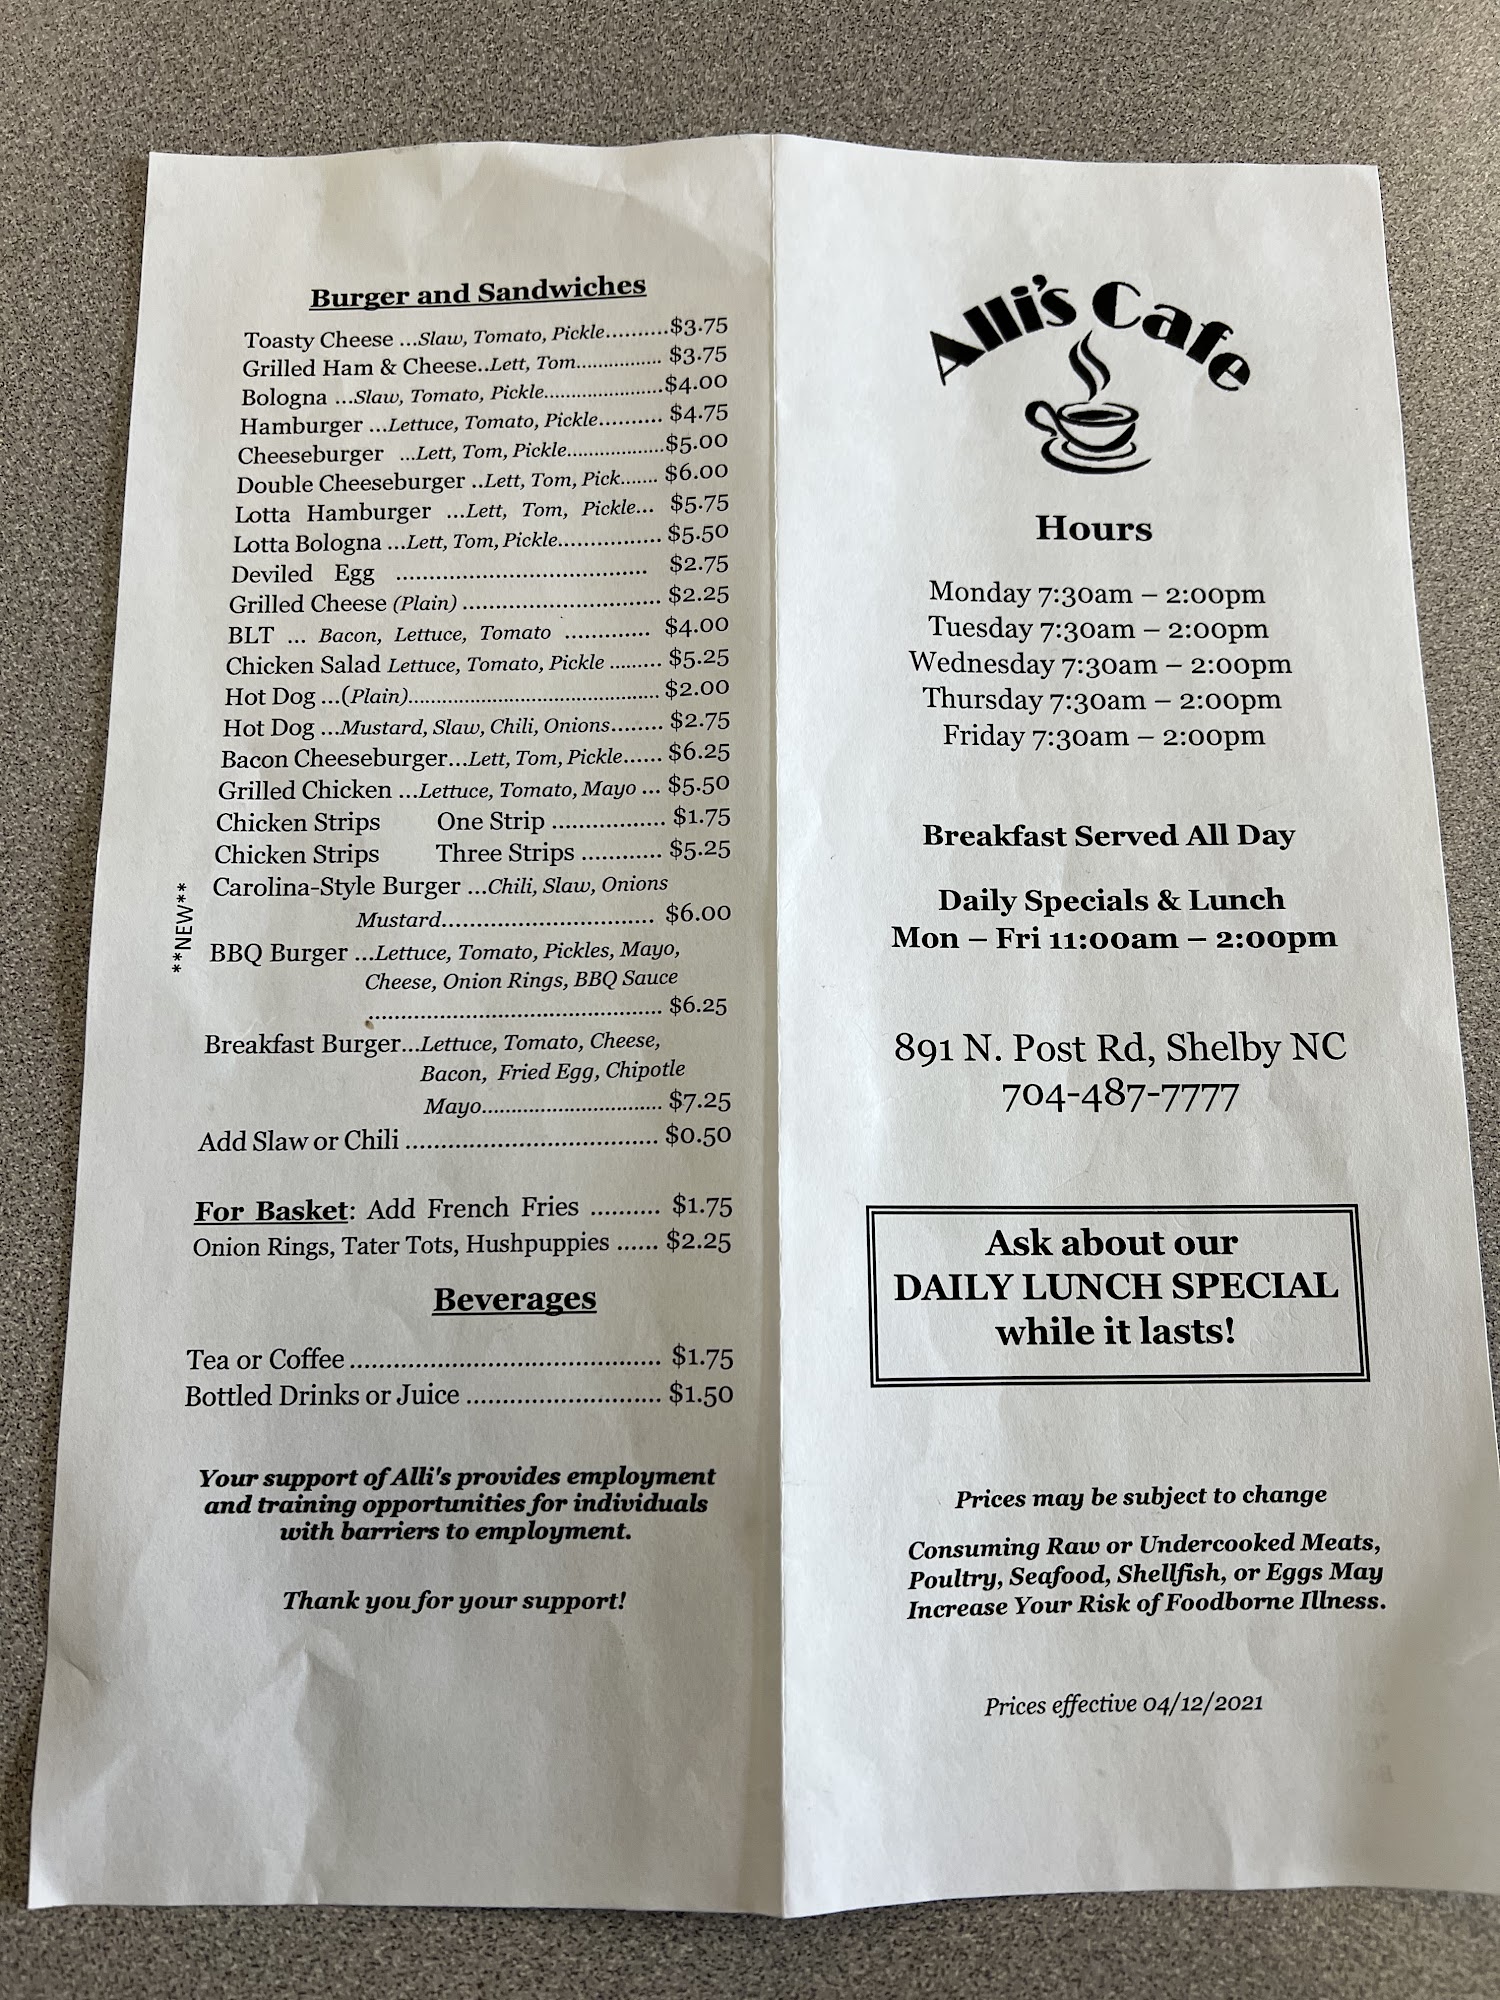 Burger and Sandwiches
Toasty Cheese ...Slaw, Tomato, Pickle..........$3.75
Grilled Ham & Cheese..Lett, Tom............... $3.75
Bologna ...Slaw, Tomato, Pickle.....................$4.00
Hamburger ...Lettuce, Tomato, Pickle.......... $4.75
Cheeseburger ...Lett, Tom, Pickle..................$5.00
Double Cheeseburger ..Lett, Tom, Pick....... $6.00
Lotta Hamburger ...Lett, Tom, Pickle... $5.75
Lotta Bologna ...Lett, Tom, Pickle................ $5.50
Deviled Egg ...................................... $2.75
Grilled Cheese (Plain) .............................. $2.25
BLT ... Bacon, Lettuce, Tomato ............. $4.00
Chicken Salad Lettuce, Tomato, Pickle ......... $5.25
Hot Dog ...(Plain)........................................ $2.00
Hot Dog ...Mustard, Slaw, Chili, Onions........ $2.75
Bacon Cheeseburger...Lett, Tom, Pickle...... $6.25
Grilled Chicken ...Lettuce, Tomato, Mayo ... $5.50
Chicken Strips One Strip ................. $1.75
Chicken Strips Three Strips ............ $5.25
**NEW**
Carolina-Style Burger ...Chili, Slaw, Onions
Mustard.............................. $6.00
BBQ Burger ...Lettuce, Tomato, Pickles, Mayo,
Cheese, Onion Rings, BBQ Sauce
............................................ $6.25
Breakfast Burger...Lettuce, Tomato, Cheese,
Bacon, Fried Egg, Chipotle
Mayo.............................. $7.25
Add Slaw or Chili ..................................... $0.50
For Basket: Add French Fries .......... $1.75
Onion Rings, Tater Tots, Hushpuppies ...... $2.25
Beverages
Tea or Coffee............................................ $1.75
Bottled Drinks or Juice ........................... $1.50
Your support of Alli's provides employment
and training opportunities for individuals
with barriers to employment.
Thank you for your support!
Alli's Cafe
Hours
Monday 7:30am – 2:00pm
Tuesday 7:30am – 2:00pm
Wednesday 7:30am – 2:00pm
Thursday 7:30am – 2:00pm
Friday 7:30am – 2:00pm
Breakfast Served All Day
Daily Specials & Lunch
Mon – Fri 11:00am – 2:00pm
891 N. Post Rd, Shelby NC
704-487-7777
Ask about our
DAILY LUNCH SPECIAL
while it lasts!
Prices may be subject to change
Consuming Raw or Undercooked Meats,
Poultry, Seafood, Shellfish, or Eggs May
Increase Your Risk of Foodborne Illness.
Prices effective 04/12/2021